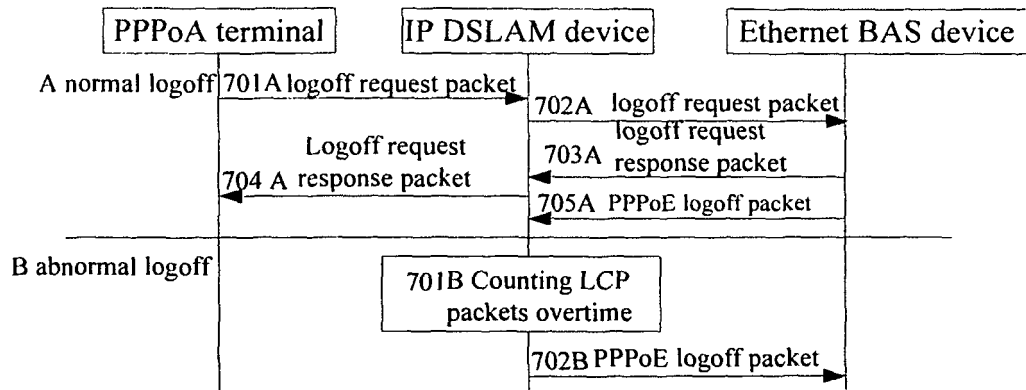 PPPoA terminal
IP DSLAM device
Ethernet BAS device
A normal logoff
701A logoff request packet
702A logoff request packet
703A logoff request
response packet
704 A Logoff request
response packet
705A PPPoE logoff packet
B abnormal logoff
701B Counting LCP
packets overtime
702B PPPoE logoff packet